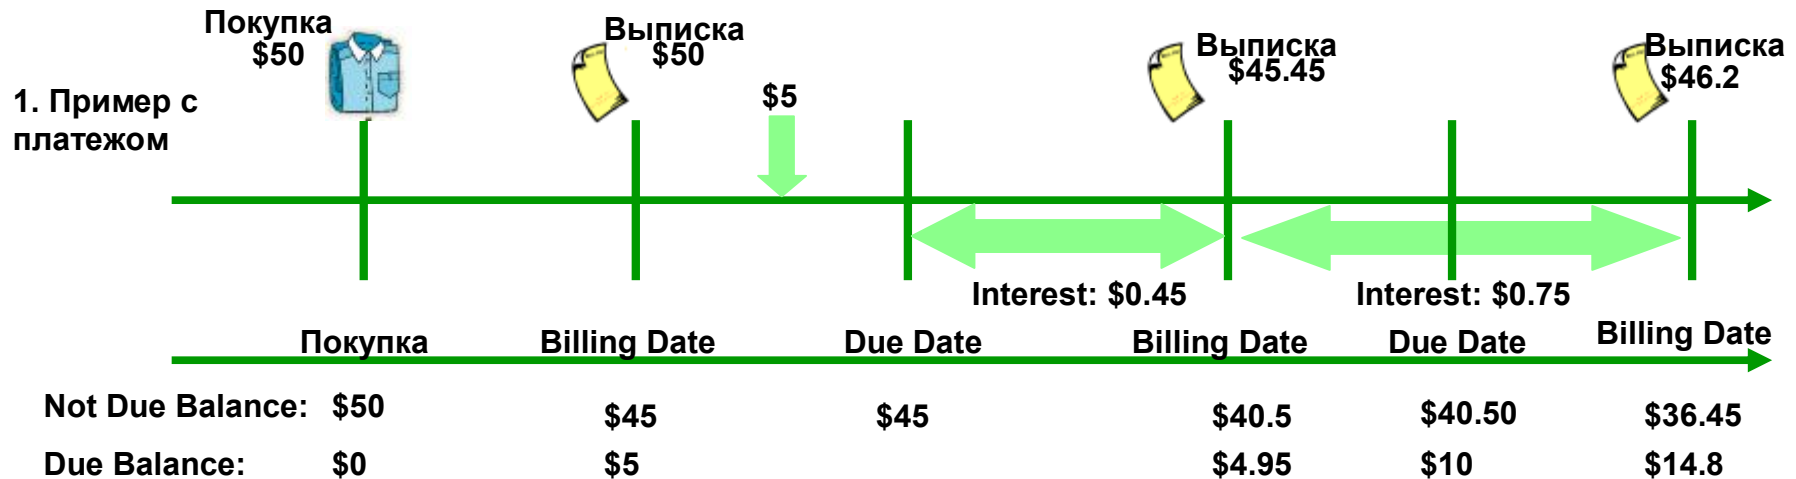 Покупка
$50
Выписка
$50
Выписка
$45.45
Выписка
$46.2
1. Пример с
платежом
$5
Interest: $0.45
Interest: $0.75
Покупка
Billing Date
Due Date
Billing Date
Due Date
Billing Date
Not Due Balance: $50 $45 $45 $40.5 $40.50 $36.45
Due Balance: $0 $5 $4.95 $10 $14.8